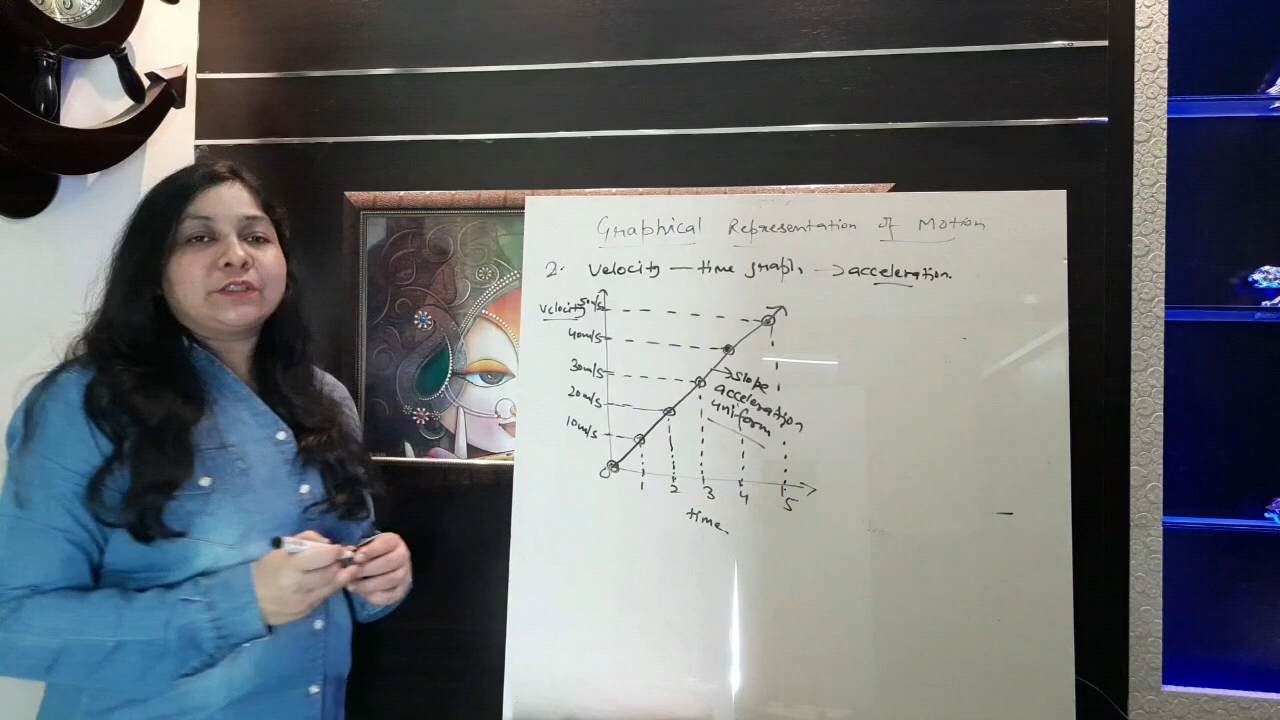 Graphical Representation of Motion
2. Velocity — time graph → acceleration.
Velocity 50m/s
40m/s
30m/s
20m/s
10m/s
0
→ slope
acceleration
uniform
1 2 3 4 5
time